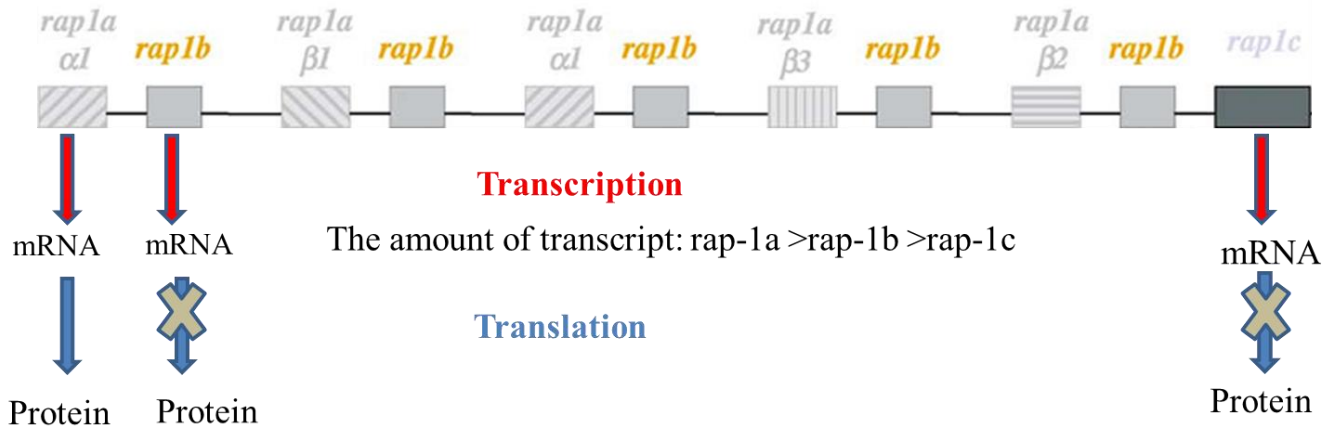 rap1a α1 rap1b rap1a β1 rap1b rap1a α1 rap1b rap1a β3 rap1b rap1a β2 rap1b rap1c
Transcription
mRNA mRNA The amount of transcript: rap-1a >rap-1b >rap-1c mRNA
Translation
Protein Protein Protein